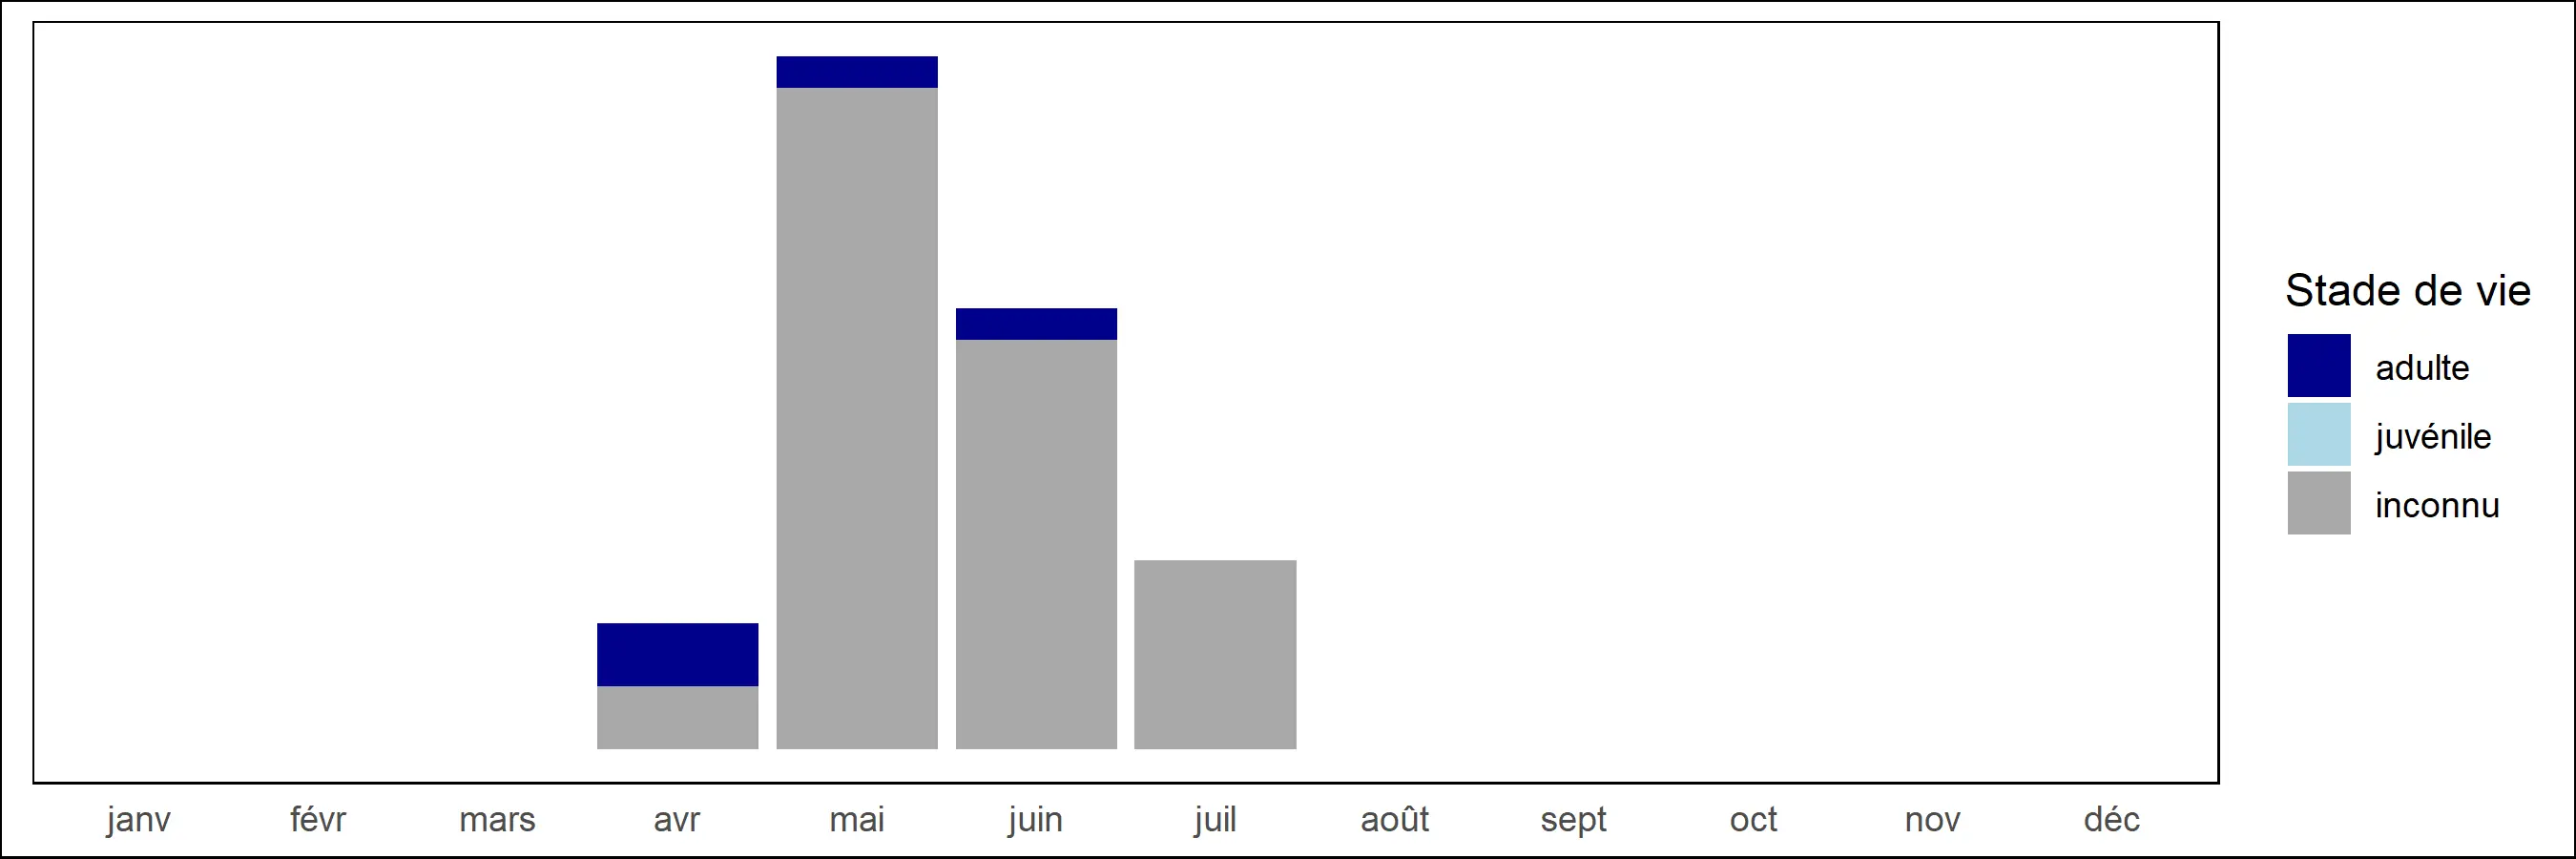 Stade de vie
adulte
juvénile
inconnu
janv févr mars avr mai juin juil août sept oct nov déc